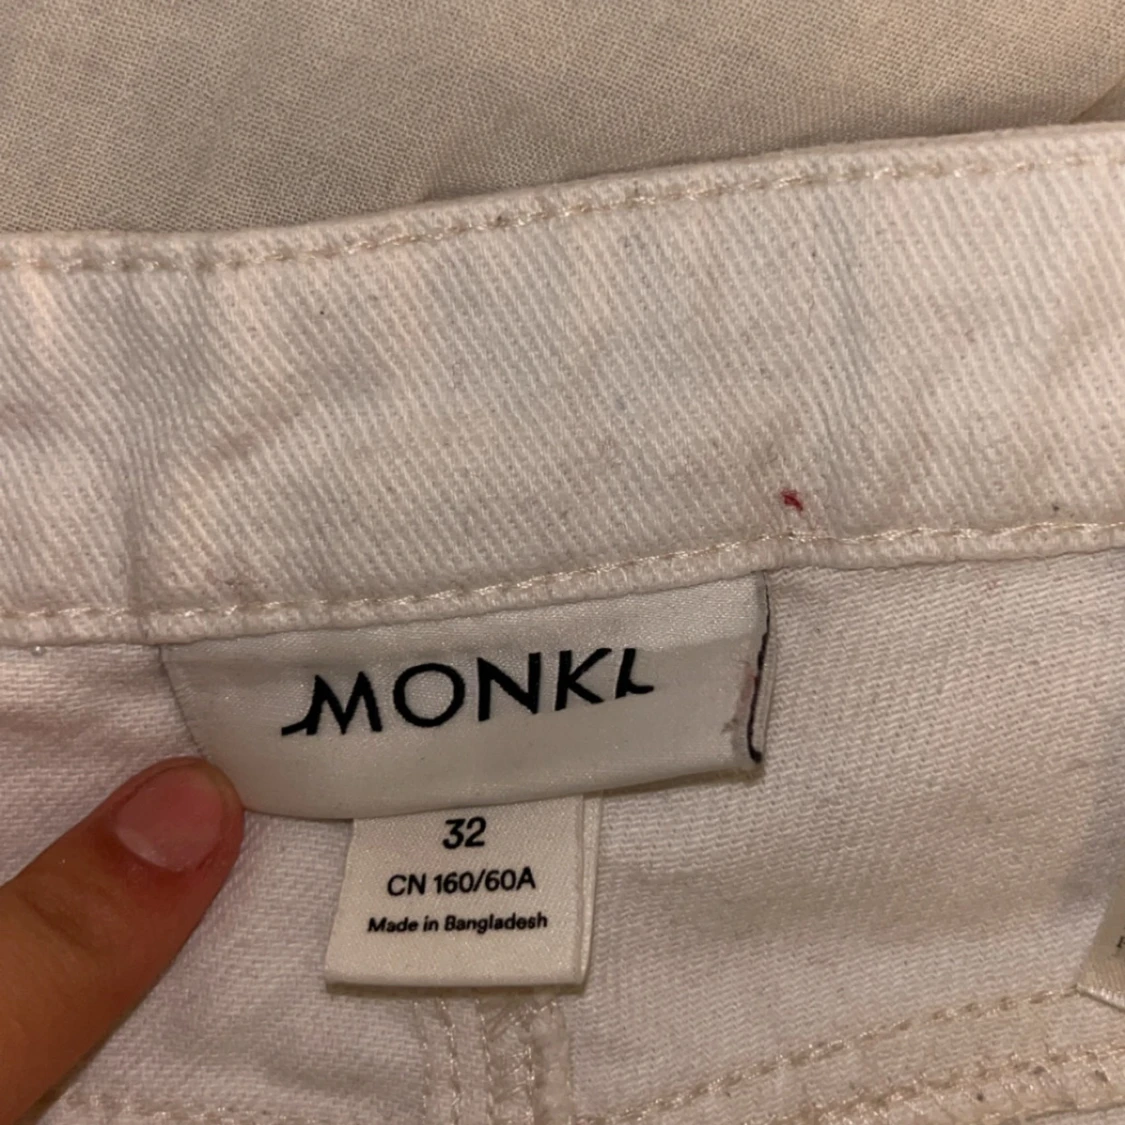 MONKI
32
CN 160/60A
Made in Bangladesh